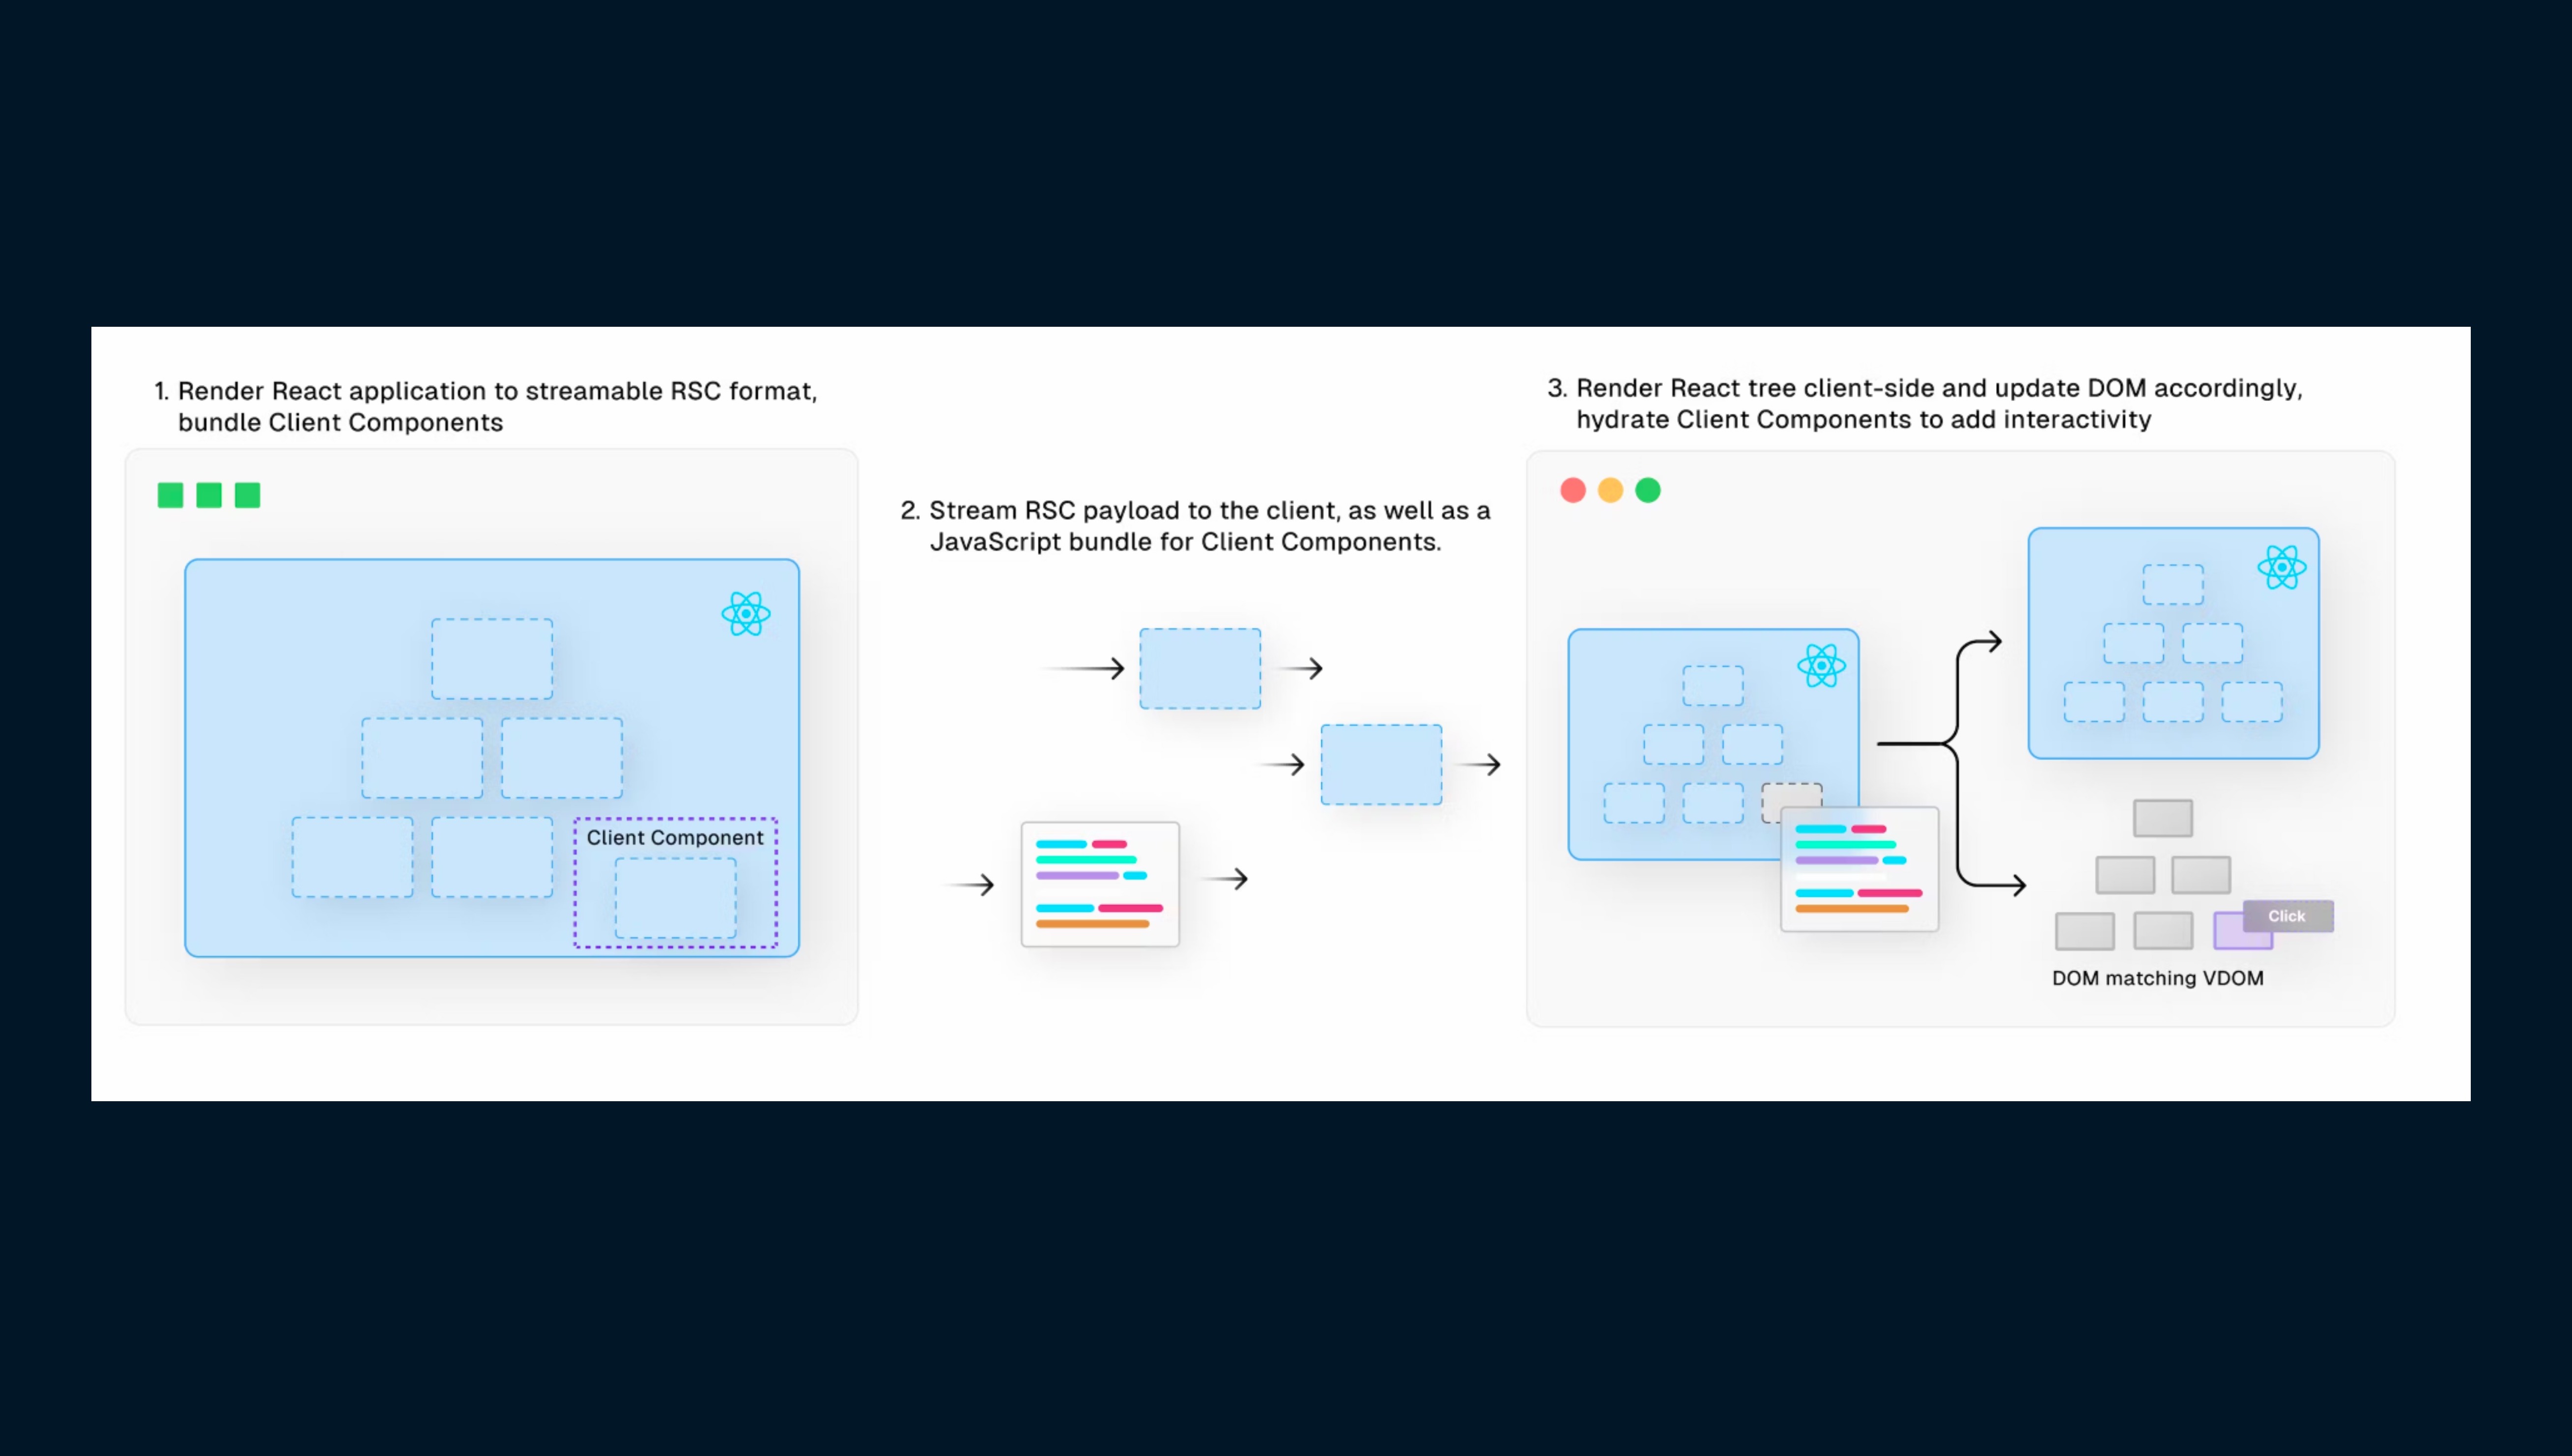 1. Render React application to streamable RSC format,
bundle Client Components
Client Component
2. Stream RSC payload to the client, as well as a
JavaScript bundle for Client Components.
3. Render React tree client-side and update DOM accordingly,
hydrate Client Components to add interactivity
Click
DOM matching VDOM